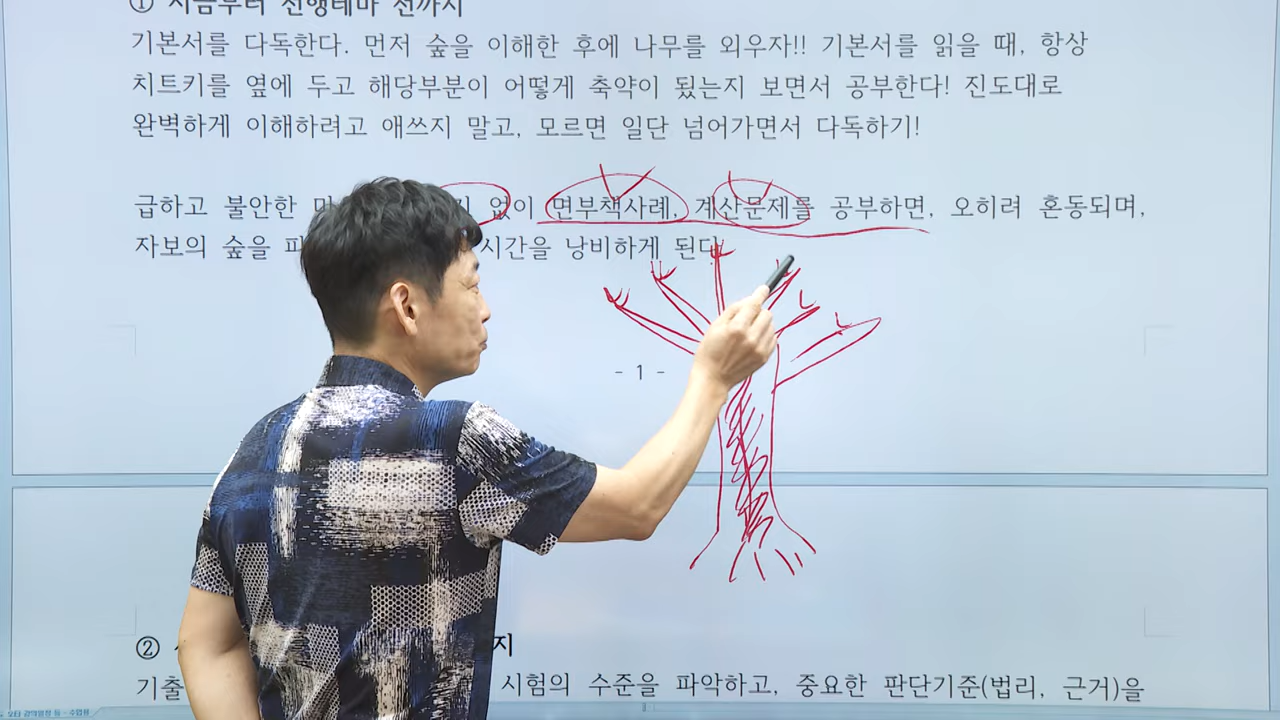 ① 지금부터 선행테마 전까지
기본서를 다독한다. 먼저 숲을 이해한 후에 나무를 외우자!! 기본서를 읽을 때, 항상
치트키를 옆에 두고 해당부분이 어떻게 축약이 됬는지 보면서 공부한다! 진도대로
완벽하게 이해하려고 애쓰지 말고, 모르면 일단 넘어가면서 다독하기!
급하고 불안한 없이 면부책사례, 계산문제를 공부하면, 오히려 혼동되며,
자보의 숲을 시간을 낭비하게 된다.
- 1 -
② 지
기출 시험의 수준을 파악하고, 중요한 판단기준(법리, 근거)을